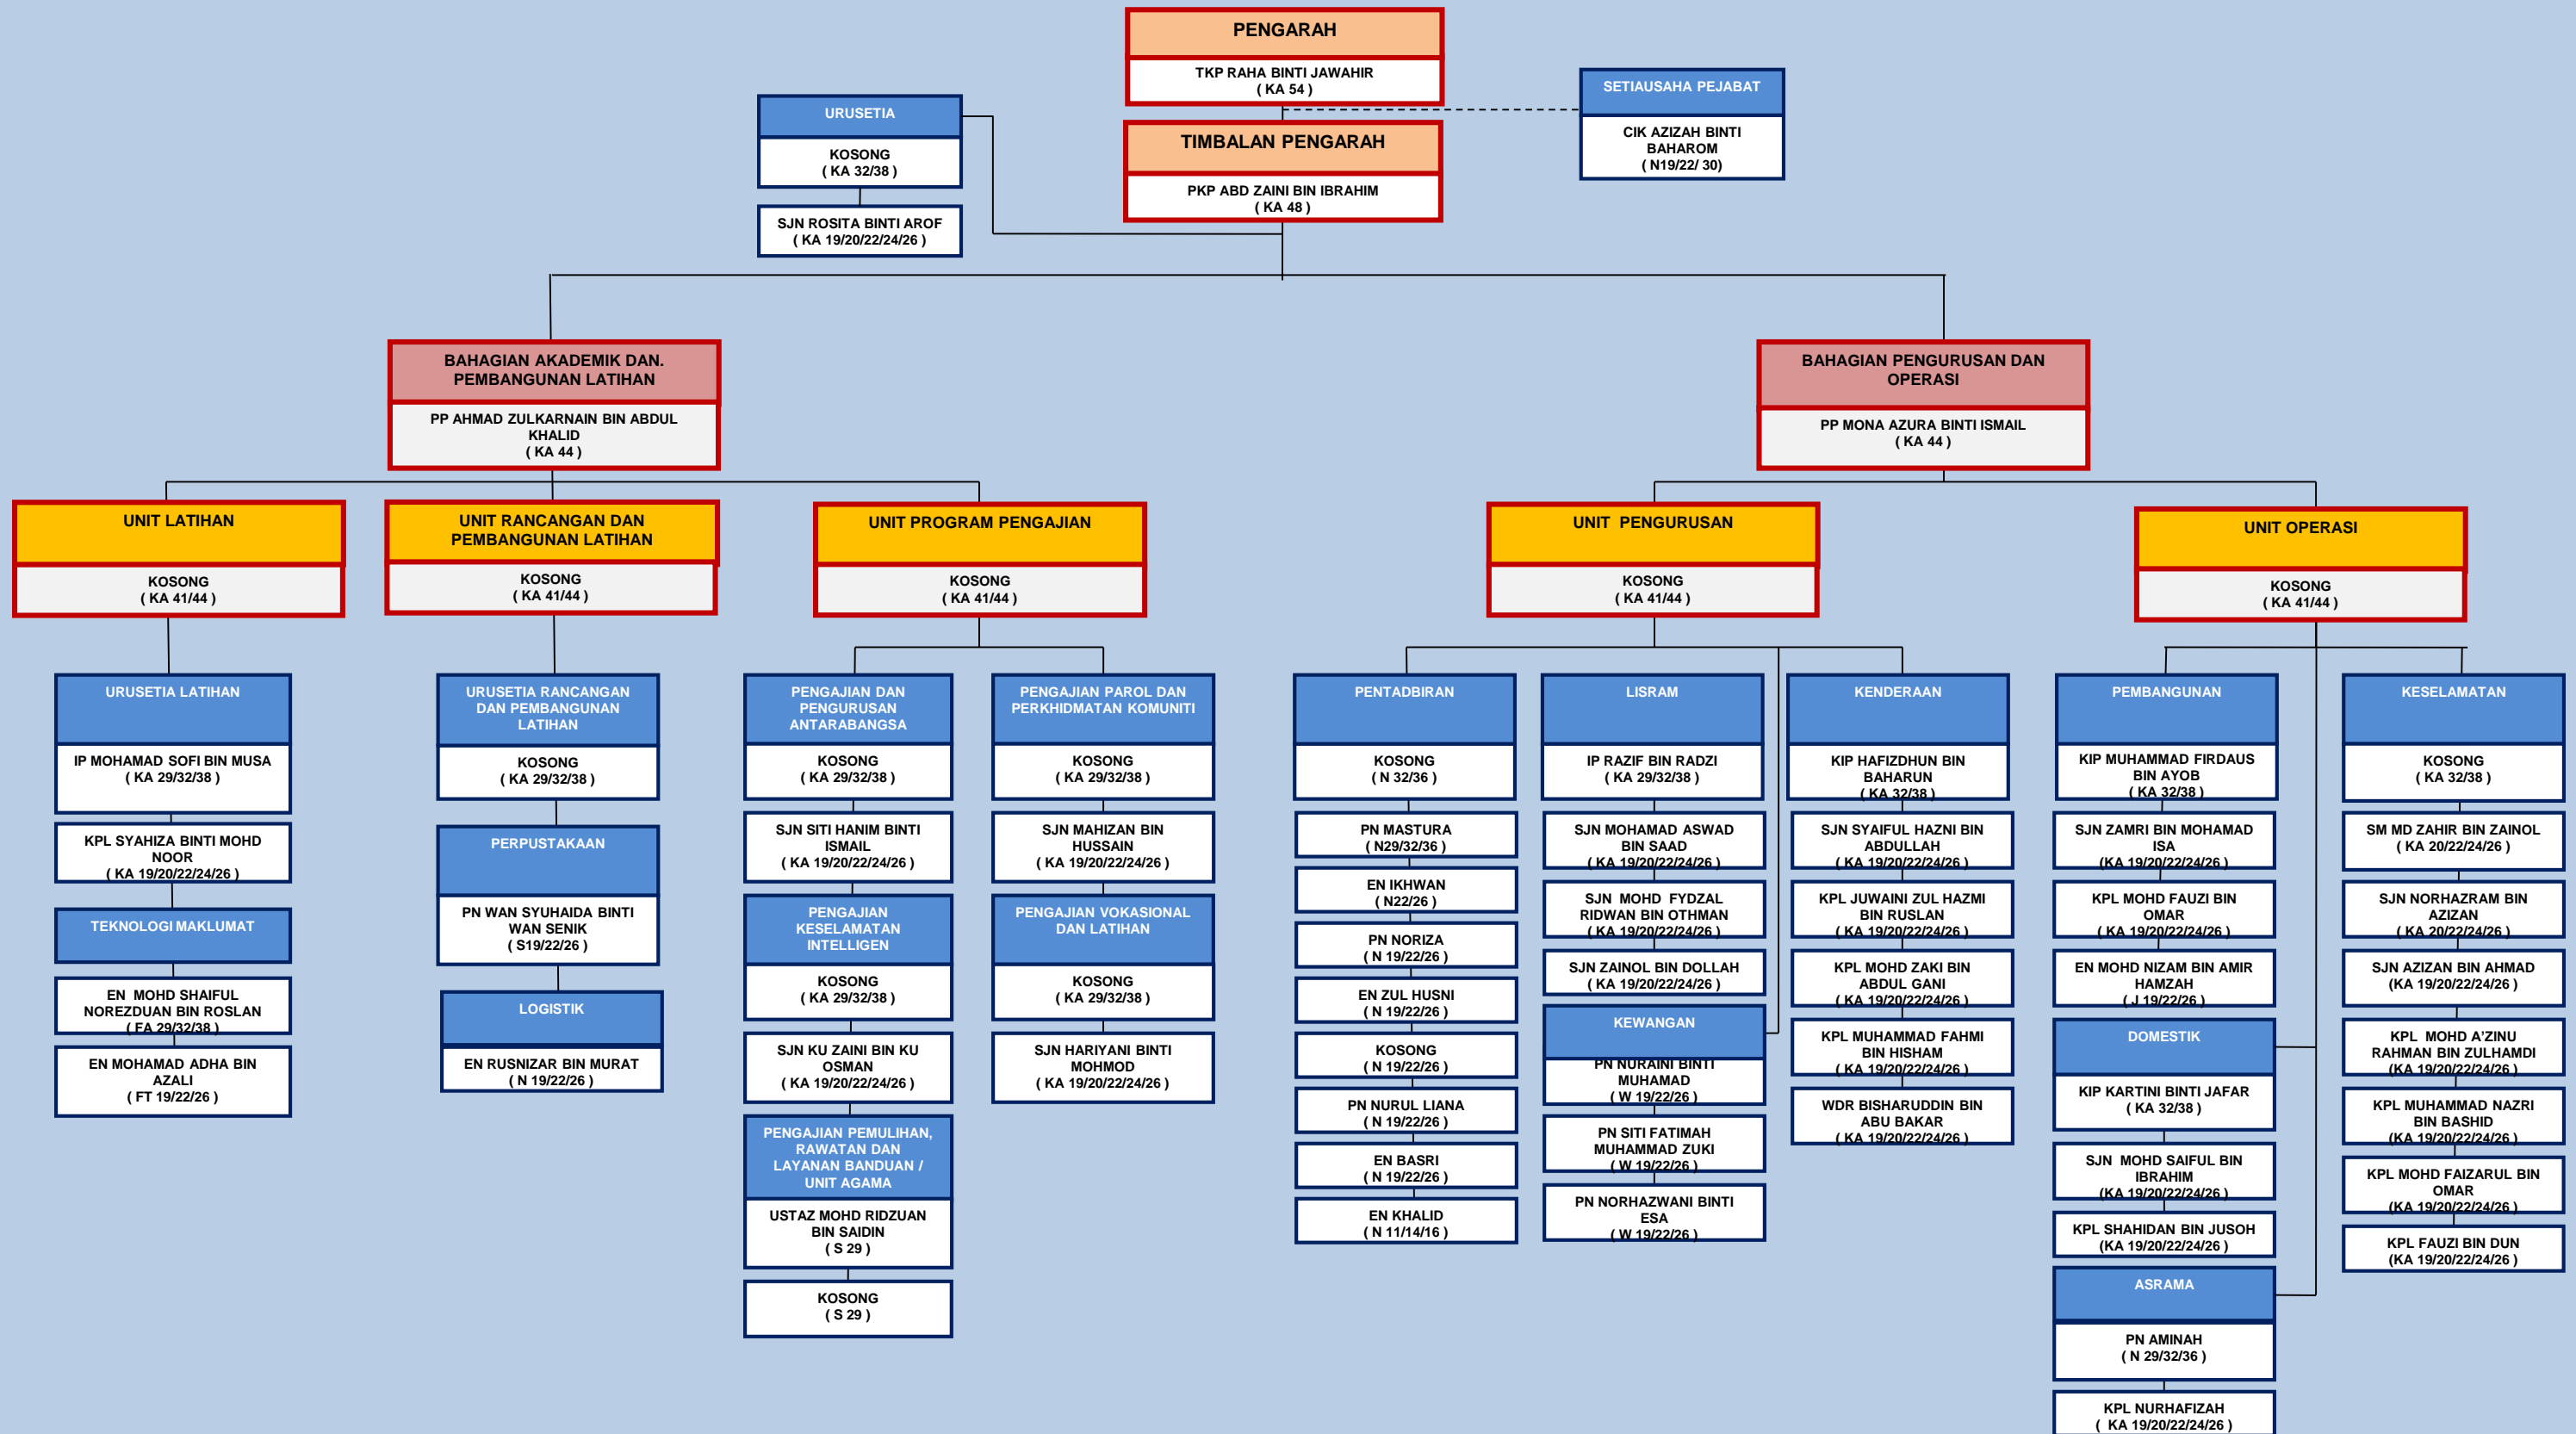 PENGARAH
TKP RAHA BINTI JAWAHIR
( KA 54 )
SETIAUSAHA PEJABAT
CIK AZIZAH BINTI
BAHAROM
( N19/22/ 30)
URUSETIA
KOSONG
( KA 32/38 )
SJN ROSITA BINTI AROF
( KA 19/20/22/24/26 )
TIMBALAN PENGARAH
PKP ABD ZAINI BIN IBRAHIM
( KA 48 )
BAHAGIAN AKADEMIK DAN.
PEMBANGUNAN LATIHAN
PP AHMAD ZULKARNAIN BIN ABDUL
KHALID
( KA 44 )
BAHAGIAN PENGURUSAN DAN
OPERASI
PP MONA AZURA BINTI ISMAIL
( KA 44 )
UNIT LATIHAN
KOSONG
( KA 41/44 )
UNIT RANCANGAN DAN
PEMBANGUNAN LATIHAN
KOSONG
( KA 41/44 )
UNIT PROGRAM PENGAJIAN
KOSONG
( KA 41/44 )
UNIT PENGURUSAN
KOSONG
( KA 41/44 )
UNIT OPERASI
KOSONG
( KA 41/44 )
URUSETIA LATIHAN
IP MOHAMAD SOFI BIN MUSA
( KA 29/32/38 )
KPL SYAHIZA BINTI MOHD
NOOR
( KA 19/20/22/24/26 )
TEKNOLOGI MAKLUMAT
EN MOHD SHAIFUL
NOREZDUAN BIN ROSLAN
( FA 29/32/38 )
EN MOHAMAD ADHA BIN
AZALI
( FT 19/22/26 )
URUSETIA RANCANGAN
DAN PEMBANGUNAN
LATIHAN
KOSONG
( KA 29/32/38 )
PERPUSTAKAAN
PN WAN SYUHAIDA BINTI
WAN SENIK
( S19/22/26 )
LOGISTIK
EN RUSNIZAR BIN MURAT
( N 19/22/26 )
PENGAJIAN DAN
PENGURUSAN
ANTARABANGSA
KOSONG
( KA 29/32/38 )
SJN SITI HANIM BINTI
ISMAIL
( KA 19/20/22/24/26 )
PENGAJIAN
KESELAMATAN
INTELLIGEN
KOSONG
( KA 29/32/38 )
SJN KU ZAINI BIN KU
OSMAN
( KA 19/20/22/24/26 )
PENGAJIAN PEMULIHAN,
RAWATAN DAN
LAYANAN BANDUAN /
UNIT AGAMA
USTAZ MOHD RIDZUAN
BIN SAIDIN
( S 29 )
KOSONG
( S 29 )
PENGAJIAN PAROL DAN
PERKHIDMATAN KOMUNITI
KOSONG
( KA 29/32/38 )
SJN MAHIZAN BIN
HUSSAIN
( KA 19/20/22/24/26 )
PENGAJIAN VOKASIONAL
DAN LATIHAN
KOSONG
( KA 29/32/38 )
SJN HARIYANI BINTI
MOHMOD
( KA 19/20/22/24/26 )
PENTADBIRAN
KOSONG
( N 32/36 )
PN MASTURA
( N29/32/36 )
EN IKHWAN
( N22/26 )
PN NORIZA
( N 19/22/26 )
EN ZUL HUSNI
( N 19/22/26 )
KOSONG
( N 19/22/26 )
PN NURUL LIANA
( N 19/22/26 )
EN BASRI
( N 19/22/26 )
EN KHALID
( N 11/14/16 )
LISRAM
IP RAZIF BIN RADZI
( KA 29/32/38 )
SJN MOHAMAD ASWAD
BIN SAAD
( KA 19/20/22/24/26 )
SJN MOHD FYDZAL
RIDWAN BIN OTHMAN
( KA 19/20/22/24/26 )
SJN ZAINOL BIN DOLLAH
( KA 19/20/22/24/26 )
KEWANGAN
PN NURAINI BINTI
MUHAMAD
( W 19/22/26 )
PN SITI FATIMAH
MUHAMMAD ZUKI
( W 19/22/26 )
PN NORHAZWANI BINTI
ESA
( W 19/22/26 )
KENDERAAN
KIP HAFIZDHUN BIN
BAHARUN
( KA 32/38 )
SJN SYAIFUL HAZNI BIN
ABDULLAH
( KA 19/20/22/24/26 )
KPL JUWAINI ZUL HAZMI
BIN RUSLAN
( KA 19/20/22/24/26 )
KPL MOHD ZAKI BIN
ABDUL GANI
( KA 19/20/22/24/26 )
KPL MUHAMMAD FAHMI
BIN HISHAM
( KA 19/20/22/24/26 )
WDR BISHARUDDIN BIN
ABU BAKAR
( KA 19/20/22/24/26 )
PEMBANGUNAN
KIP MUHAMMAD FIRDAUS
BIN AYOB
( KA 32/38 )
SJN ZAMRI BIN MOHAMAD
ISA
(KA 19/20/22/24/26 )
KPL MOHD FAUZI BIN
OMAR
( KA 19/20/22/24/26 )
EN MOHD NIZAM BIN AMIR
HAMZAH
( J 19/22/26 )
DOMESTIK
KIP KARTINI BINTI JAFAR
( KA 32/38 )
SJN MOHD SAIFUL BIN
IBRAHIM
(KA 19/20/22/24/26 )
KPL SHAHIDAN BIN JUSOH
(KA 19/20/22/24/26 )
ASRAMA
PN AMINAH
( N 29/32/36 )
KPL NURHAFIZAH
( KA 19/20/22/24/26 )
KESELAMATAN
KOSONG
( KA 32/38 )
SM MD ZAHIR BIN ZAINOL
( KA 20/22/24/26 )
SJN NORHAZRAM BIN
AZIZAN
( KA 20/22/24/26 )
SJN AZIZAN BIN AHMAD
(KA 19/20/22/24/26 )
KPL MOHD A'ZINU
RAHMAN BIN ZULHAMDI
(KA 19/20/22/24/26 )
KPL MUHAMMAD NAZRI
BIN BASHID
(KA 19/20/22/24/26 )
KPL MOHD FAIZARUL BIN
OMAR
(KA 19/20/22/24/26 )
KPL FAUZI BIN DUN
(KA 19/20/22/24/26 )